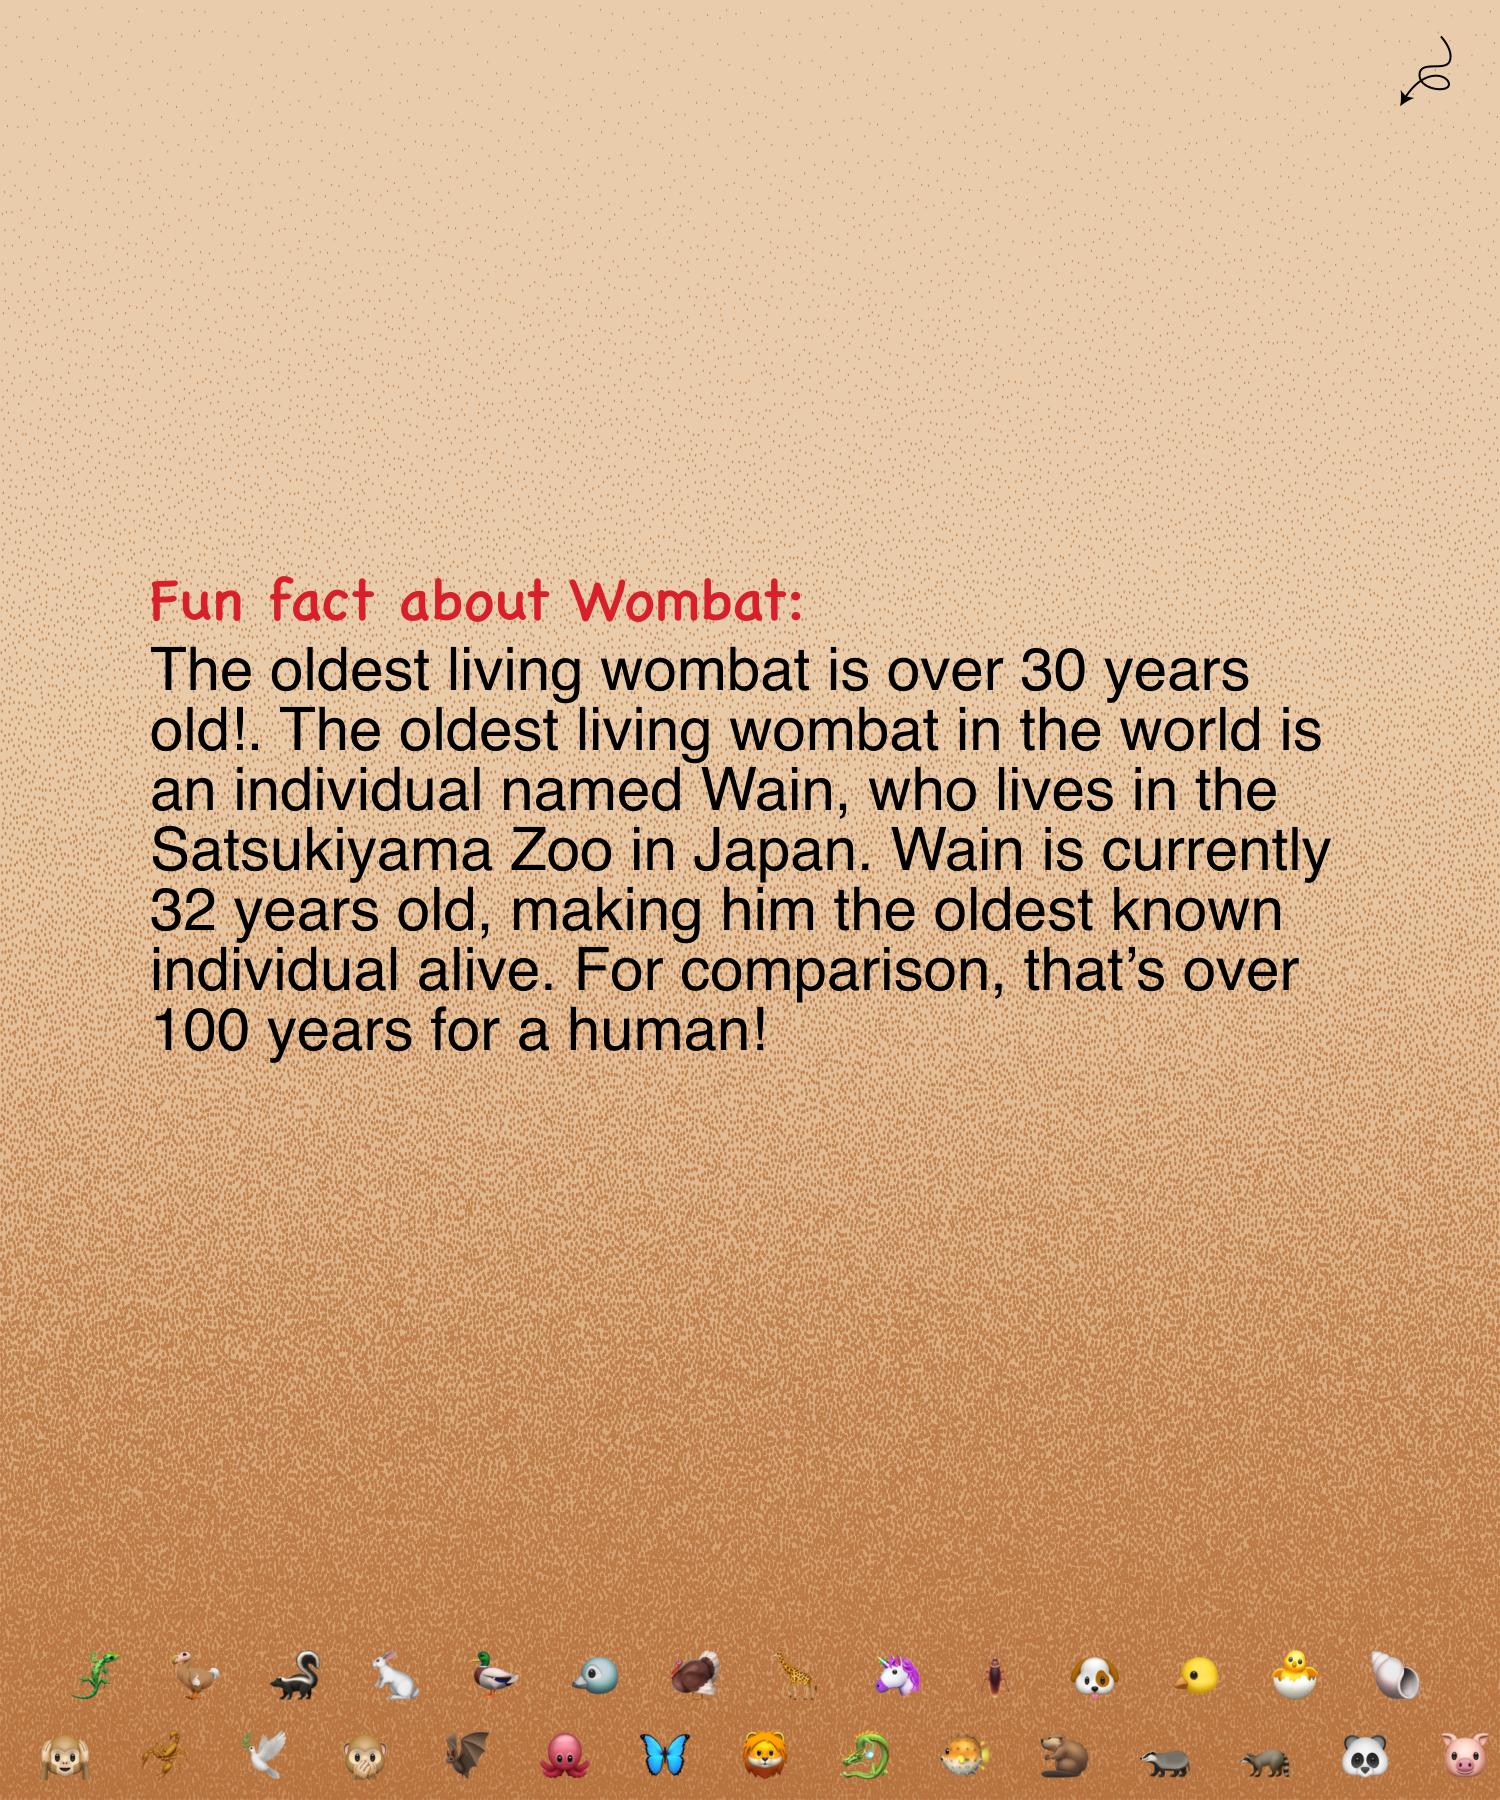 Fun fact about Wombat:
The oldest living wombat is over 30 years
old!. The oldest living wombat in the world is
an individual named Wain, who lives in the
Satsukiyama Zoo in Japan. Wain is currently
32 years old, making him the oldest known
individual alive. For comparison, that’s over
100 years for a human!